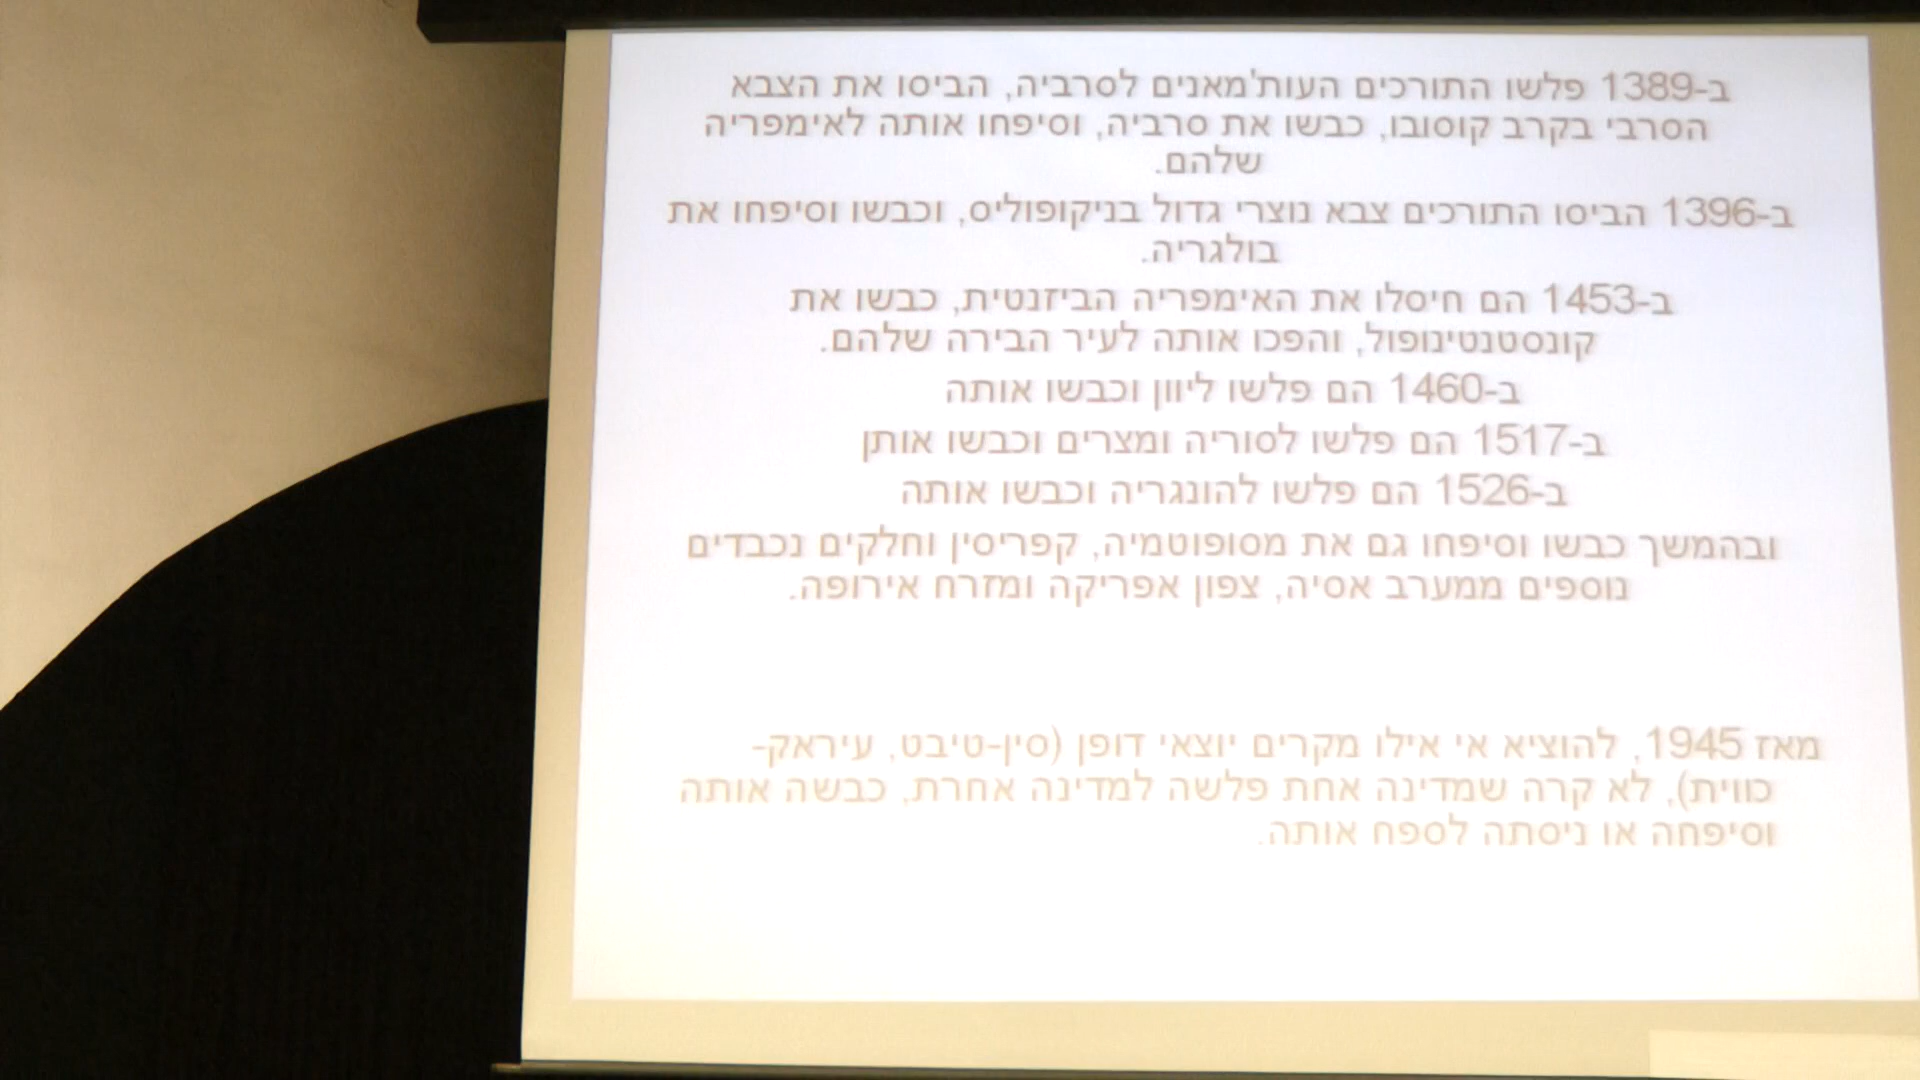 ב-1389 פלשו התורכים העות'מאנים לסרביה, הביסו את הצבא
הסרבי בקרב קוסובו, כבשו את סרביה, וסיפחו אותה לאימפריה
שלהם.
ב-1396 הביסו התורכים צבא נוצרי גדול בניקופוליס, וכבשו וסיפחו את
בולגריה.
ב-1453 הם חיסלו את האימפריה הביזנטית, כבשו את
קונסטנטינופול, והפכו אותה לעיר הבירה שלהם.
ב-1460 הם פלשו ליוון וכבשו אותה
ב-1517 הם פלשו לסוריה ומצרים וכבשו אותן
ב-1526 הם פלשו להונגריה וכבשו אותה
ובהמשך כבשו וסיפחו גם את מסופוטמיה, קפריסין וחלקים נכבדים
נוספים ממערב אסיה, צפון אפריקה ומזרח אירופה.
מאז 1945, להוציא אי אילו מקרים יוצאי דופן (סין-טיבט, עיראק-
כווית), לא קרה שמדינה אחת פלשה למדינה אחרת, כבשה אותה
וסיפחה או ניסתה לספח אותה.